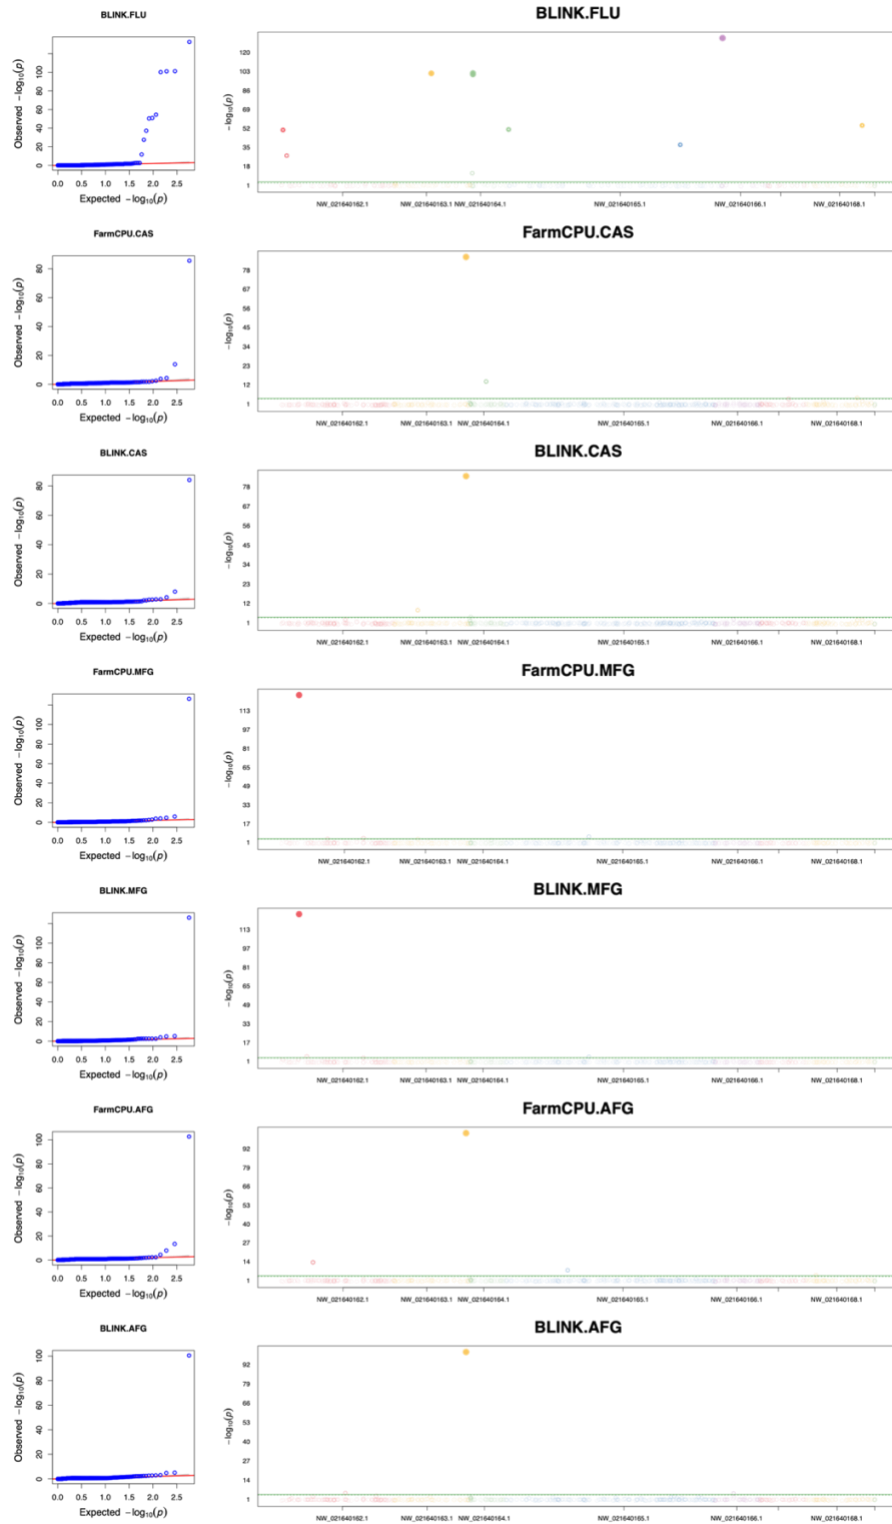 BLINK.FLU
BLINK.FLU
Observed −log10(p)
0 20 40 60 80 100
0.0 0.5 1.0 1.5 2.0 2.5
Expected −log10(p)
−log10(p)
120
103
86
69
52
35
18
1
NW_021640162.1 NW_021640163.1 NW_021640164.1 NW_021640165.1 NW_021640166.1 NW_021640168.1
FarmCPU.CAS
FarmCPU.CAS
Observed −log10(p)
0 20 40 60 80
0.0 0.5 1.0 1.5 2.0 2.5
Expected −log10(p)
−log10(p)
78
67
56
45
34
23
12
1
NW_021640162.1 NW_021640163.1 NW_021640164.1 NW_021640165.1 NW_021640166.1 NW_021640168.1
BLINK.CAS
BLINK.CAS
Observed −log10(p)
0 20 40 60 80
0.0 0.5 1.0 1.5 2.0 2.5
Expected −log10(p)
−log10(p)
78
67
56
45
34
23
12
1
NW_021640162.1 NW_021640163.1 NW_021640164.1 NW_021640165.1 NW_021640166.1 NW_021640168.1
FarmCPU.MFG
FarmCPU.MFG
Observed −log10(p)
0 20 40 60 80 100
0.0 0.5 1.0 1.5 2.0 2.5
Expected −log10(p)
−log10(p)
113
97
81
65
49
33
17
1
NW_021640162.1 NW_021640163.1 NW_021640164.1 NW_021640165.1 NW_021640166.1 NW_021640168.1
BLINK.MFG
BLINK.MFG
Observed −log10(p)
0 20 40 60 80 100
0.0 0.5 1.0 1.5 2.0 2.5
Expected −log10(p)
−log10(p)
113
97
81
65
49
33
17
1
NW_021640162.1 NW_021640163.1 NW_021640164.1 NW_021640165.1 NW_021640166.1 NW_021640168.1
FarmCPU.AFG
FarmCPU.AFG
Observed −log10(p)
0 20 40 60 80 100
0.0 0.5 1.0 1.5 2.0 2.5
Expected −log10(p)
−log10(p)
92
79
66
53
40
27
14
1
NW_021640162.1 NW_021640163.1 NW_021640164.1 NW_021640165.1 NW_021640166.1 NW_021640168.1
BLINK.AFG
BLINK.AFG
Observed −log10(p)
0 20 40 60 80 100
0.0 0.5 1.0 1.5 2.0 2.5
Expected −log10(p)
−log10(p)
92
79
66
53
40
27
14
1
NW_021640162.1 NW_021640163.1 NW_021640164.1 NW_021640165.1 NW_021640166.1 NW_021640168.1